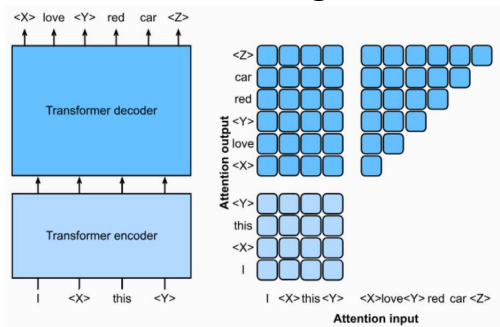 <X> love <Y> red car <Z>
Transformer decoder
Transformer encoder
I <X> this <Y>
Attention output
<Z>
car
red
<Y>
love
<X>
<Y>
this
<X>
I
I <X> this <Y> <X> love <Y> red car <Z>
Attention input